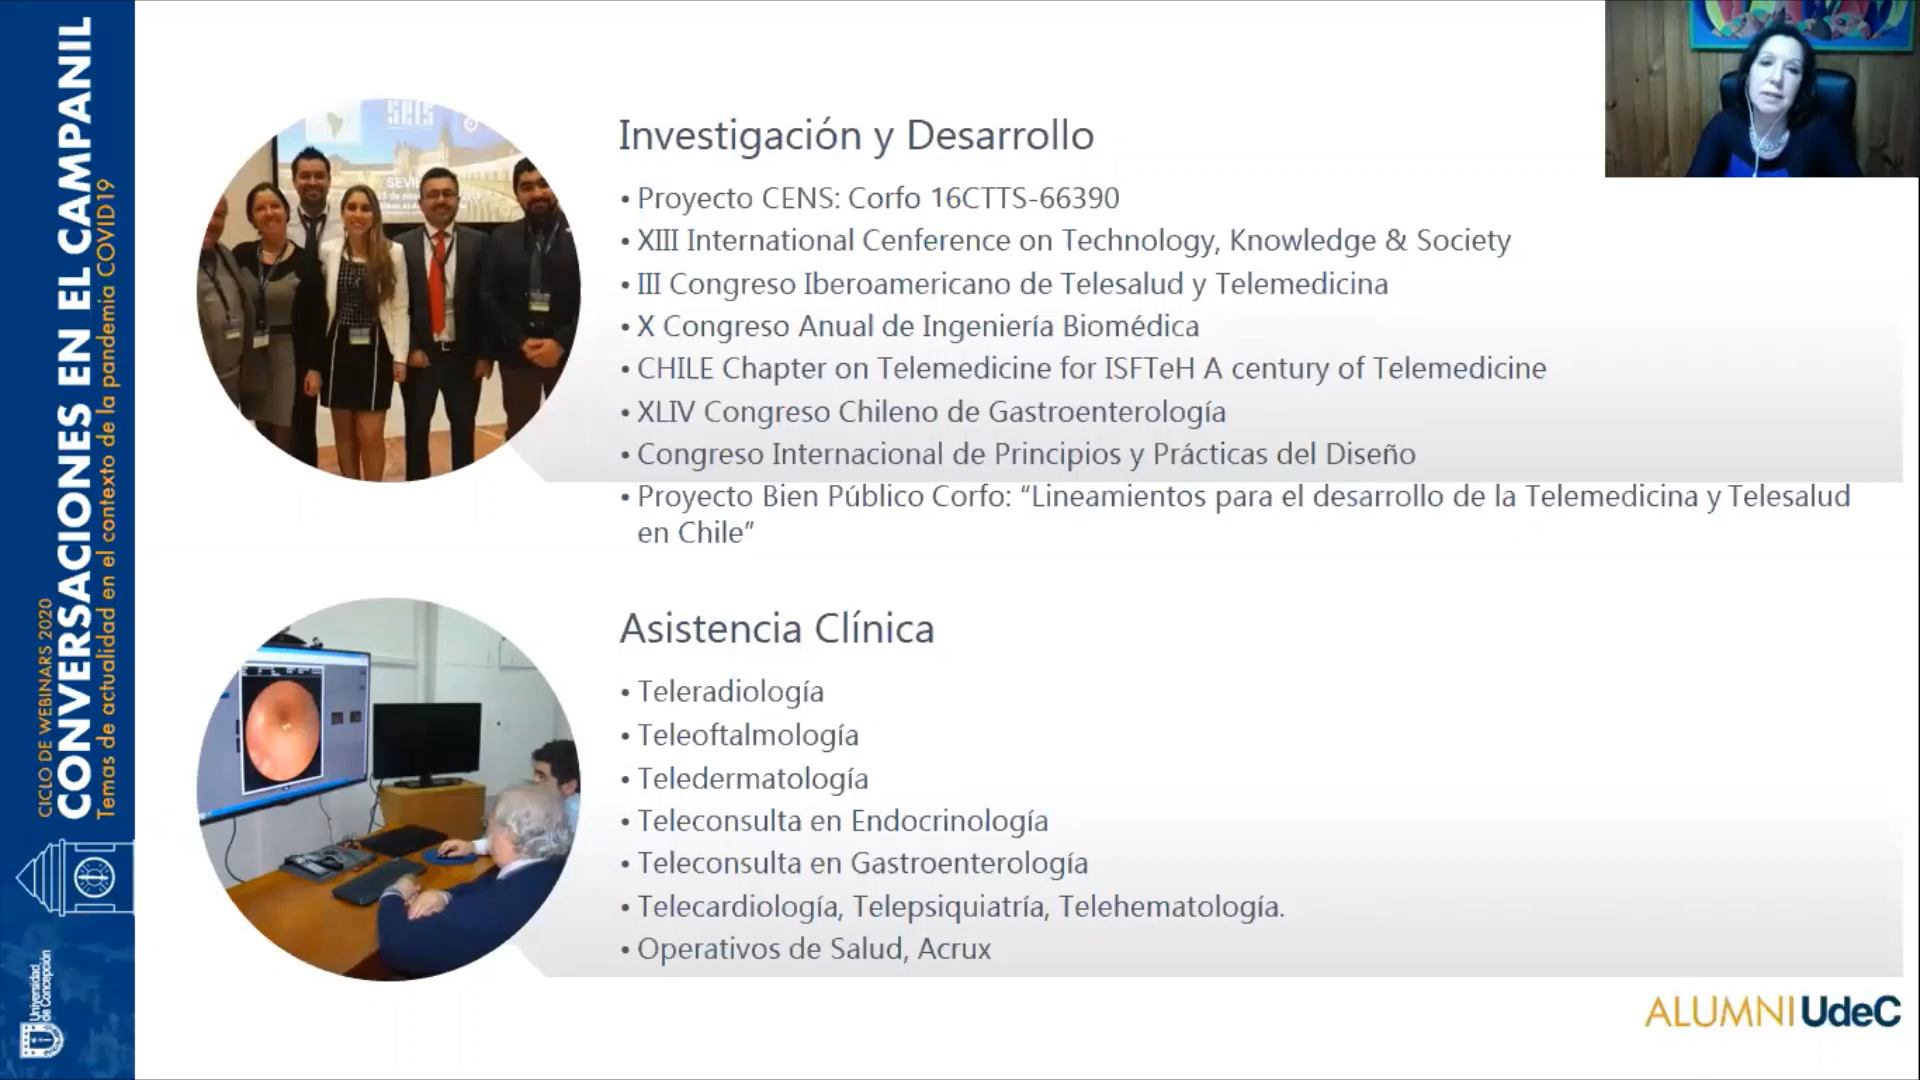 CICLO DE WEBINARS 2020
CONVERSACIONES EN EL CAMPANIL
Temas de actualidad en el contexto de la pandemia COVID19
Universidad
de Concepción
seis
SEVI
Investigación y Desarrollo
• Proyecto CENS: Corfo 16CTTS-66390
• XIII International Cenference on Technology, Knowledge & Society
• III Congreso Iberoamericano de Telesalud y Telemedicina
• X Congreso Anual de Ingeniería Biomédica
• CHILE Chapter on Telemedicine for ISFTeH A century of Telemedicine
• XLIV Congreso Chileno de Gastroenterología
• Congreso Internacional de Principios y Prácticas del Diseño
• Proyecto Bien Público Corfo: “Lineamientos para el desarrollo de la Telemedicina y Telesalud
en Chile”
Asistencia Clínica
• Teleradiología
• Teleoftalmología
• Teledermatología
• Teleconsulta en Endocrinología
• Teleconsulta en Gastroenterología
• Telecardiología, Telepsiquiatría, Telehematología.
• Operativos de Salud, Acrux
ALUMNI UdeC